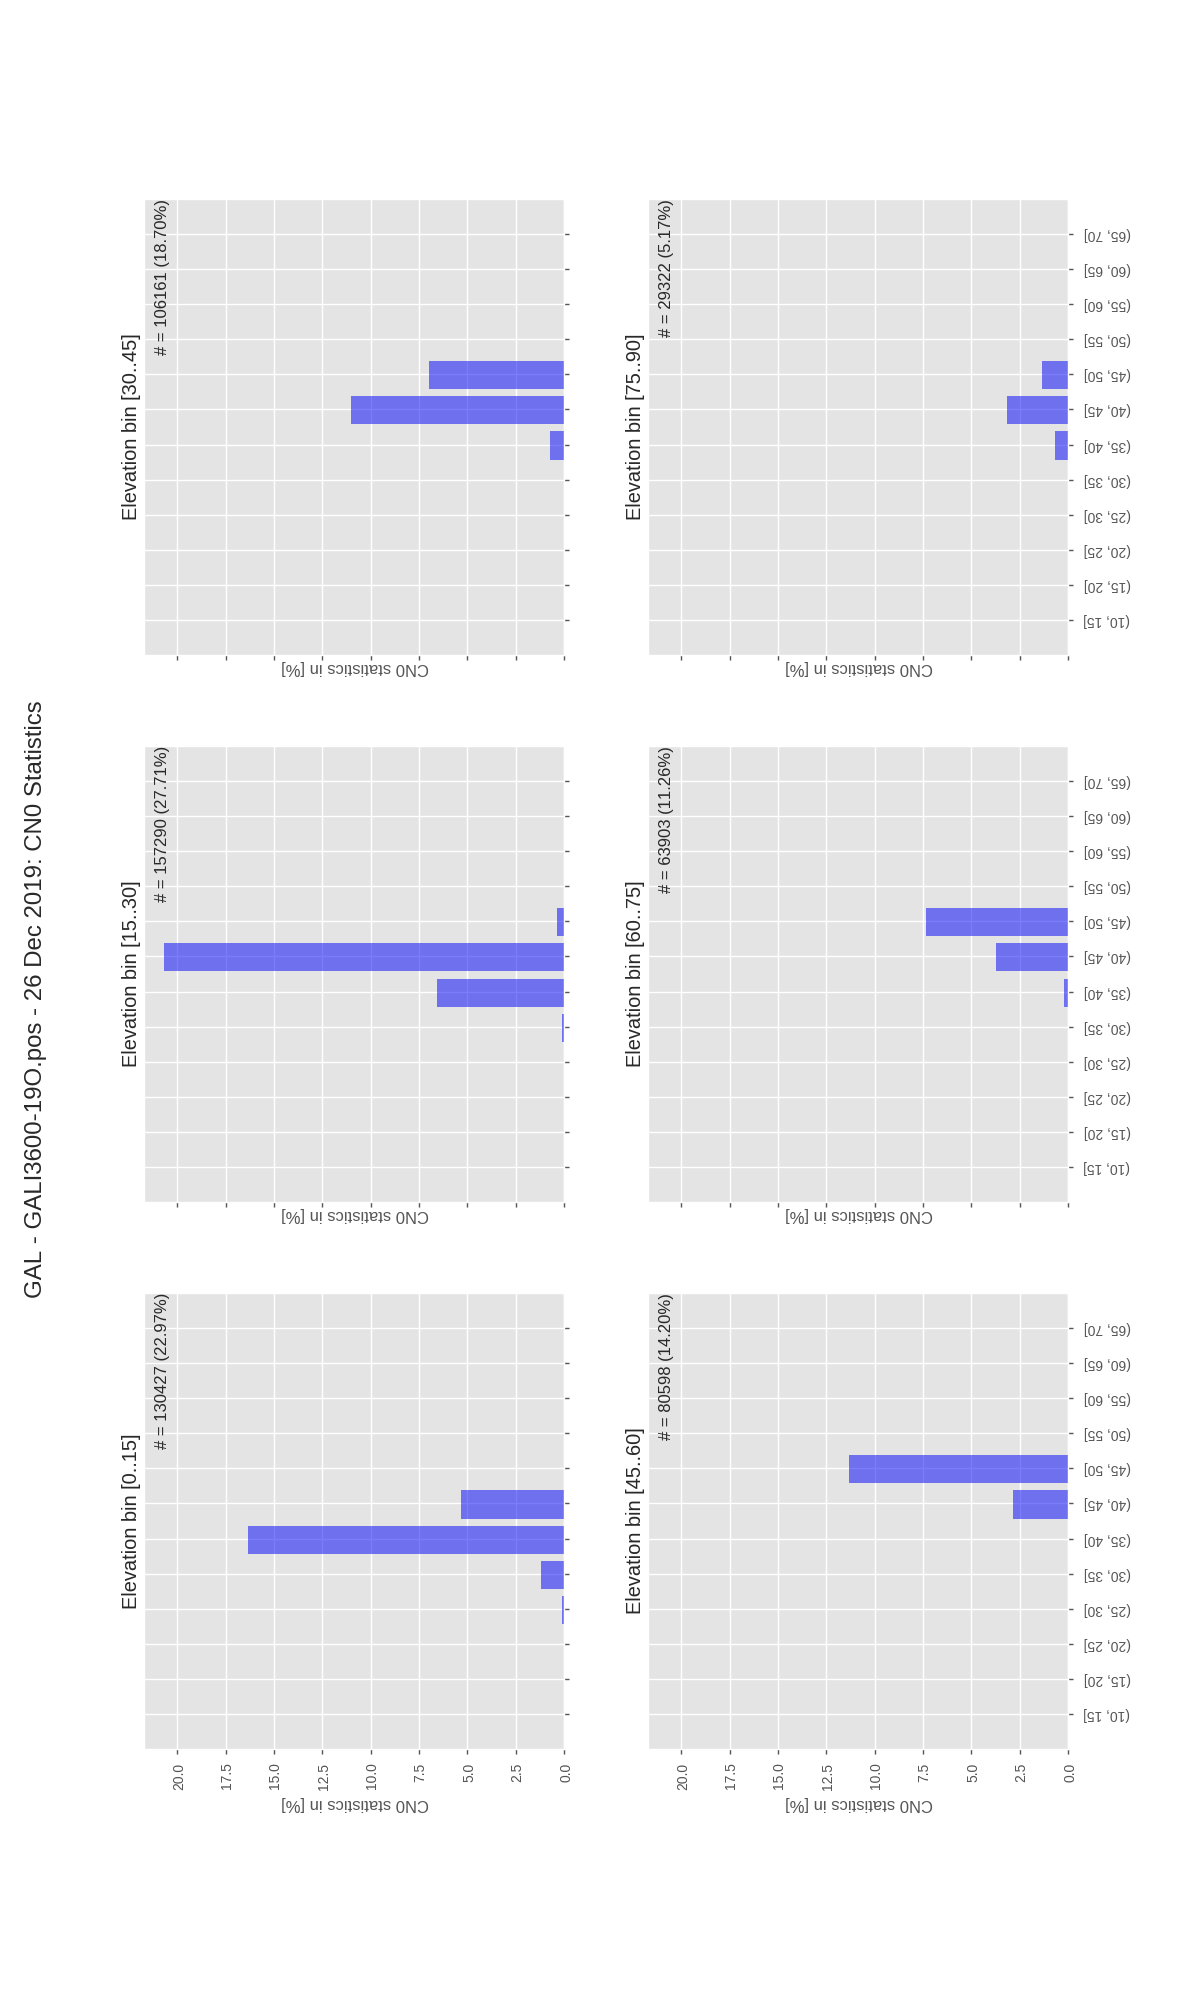 GAL - GALI3600-19O.pos - 26 Dec 2019: CN0 Statistics
Elevation bin [0..15]
# = 130427 (22.97%)
CN0 statistics in [%]
20.0
17.5
15.0
12.5
10.0
7.5
5.0
2.5
0.0
Elevation bin [15..30]
# = 157290 (27.71%)
CN0 statistics in [%]
Elevation bin [30..45]
# = 106161 (18.70%)
CN0 statistics in [%]
Elevation bin [45..60]
# = 80598 (14.20%)
CN0 statistics in [%]
20.0
17.5
15.0
12.5
10.0
7.5
5.0
2.5
0.0
(10, 15]
(15, 20]
(20, 25]
(25, 30]
(30, 35]
(35, 40]
(40, 45]
(45, 50]
(50, 55]
(55, 60]
(60, 65]
(65, 70]
Elevation bin [60..75]
# = 63903 (11.26%)
CN0 statistics in [%]
(10, 15]
(15, 20]
(20, 25]
(25, 30]
(30, 35]
(35, 40]
(40, 45]
(45, 50]
(50, 55]
(55, 60]
(60, 65]
(65, 70]
Elevation bin [75..90]
# = 29322 (5.17%)
CN0 statistics in [%]
(10, 15]
(15, 20]
(20, 25]
(25, 30]
(30, 35]
(35, 40]
(40, 45]
(45, 50]
(50, 55]
(55, 60]
(60, 65]
(65, 70]